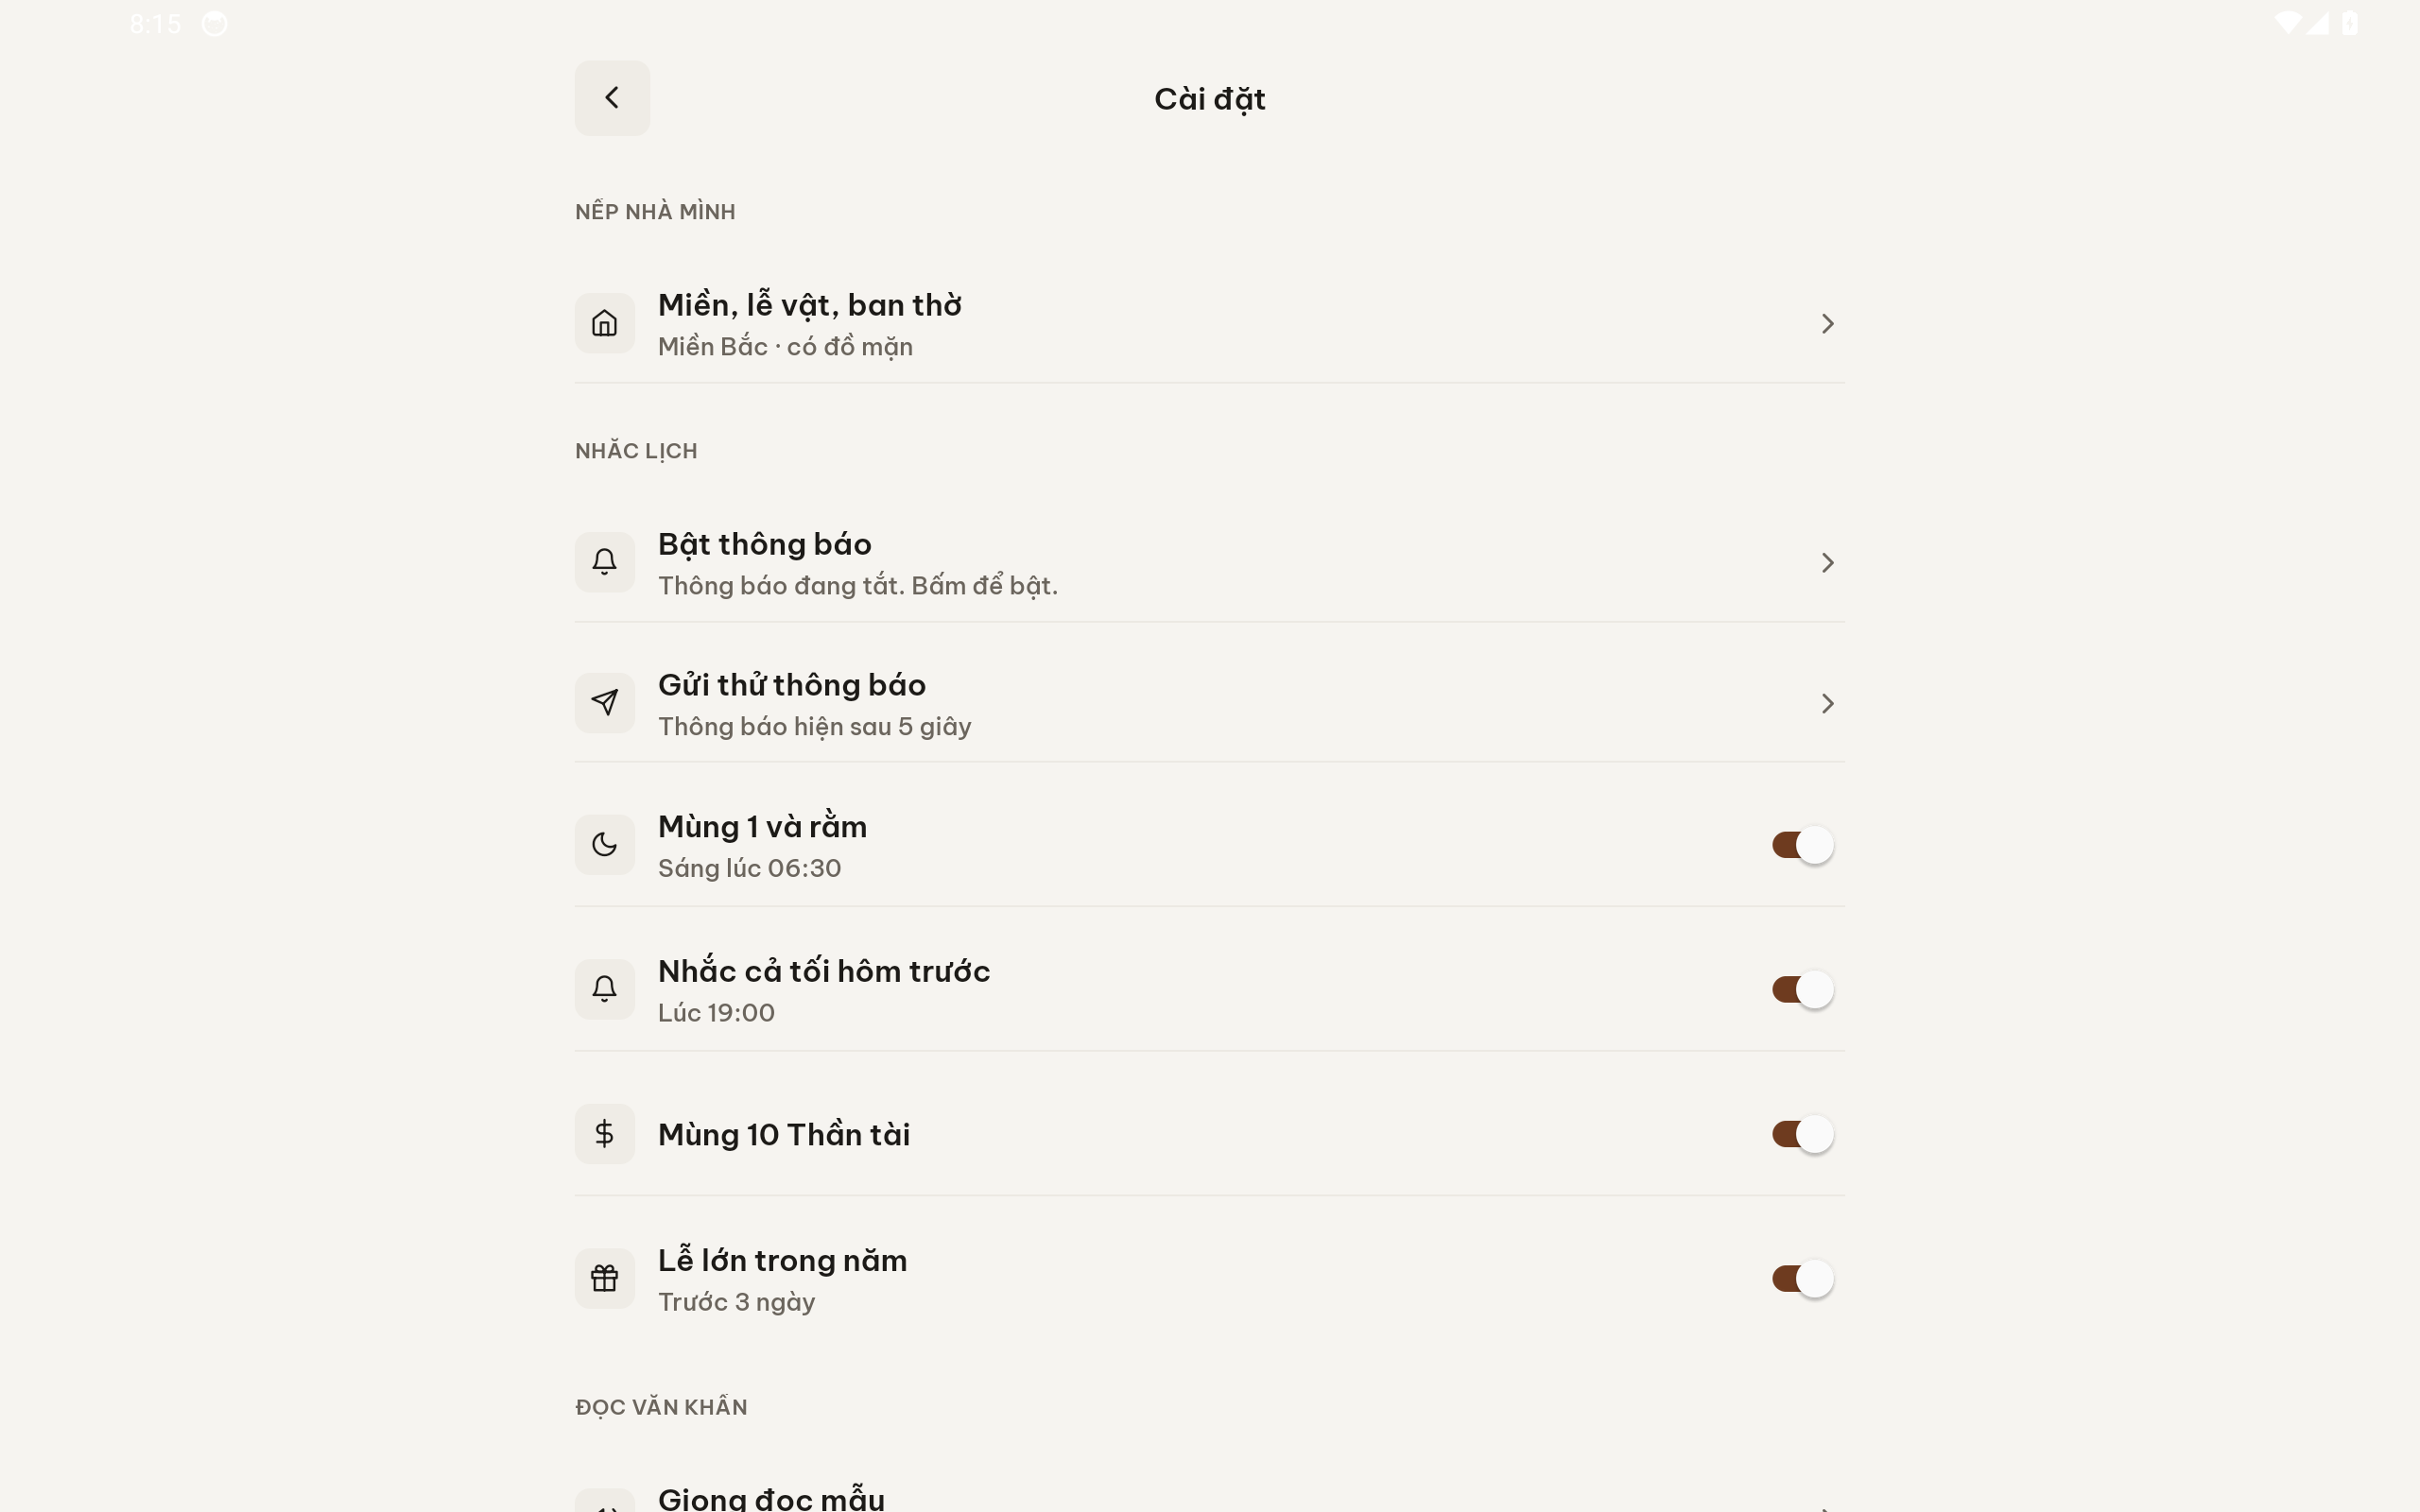 8:15
Cài đặt
NẾP NHÀ MÌNH
Miền, lễ vật, ban thờ
Miền Bắc · có đồ mặn
NHẮC LỊCH
Bật thông báo
Thông báo đang tắt. Bấm để bật.
Gửi thử thông báo
Thông báo hiện sau 5 giây
Mùng 1 và rằm
Sáng lúc 06:30
Nhắc cả tối hôm trước
Lúc 19:00
Mùng 10 Thần tài
Lễ lớn trong năm
Trước 3 ngày
ĐỌC VĂN KHẤN
Giọng đọc mẫu